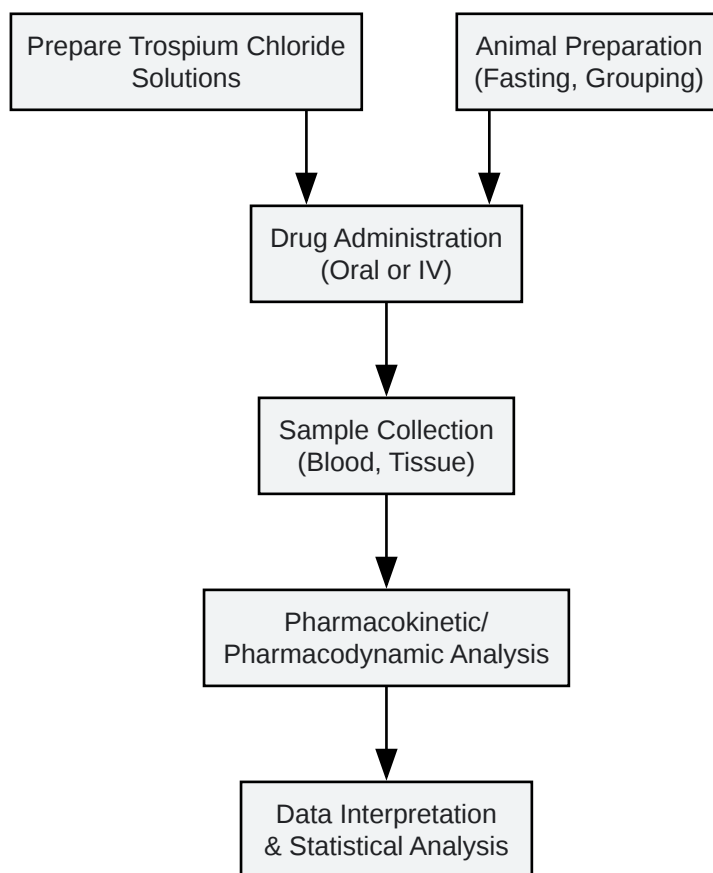 Prepare Trospium Chloride
Solutions
Animal Preparation
(Fasting, Grouping)
Drug Administration
(Oral or IV)
Sample Collection
(Blood, Tissue)
Pharmacokinetic/
Pharmacodynamic Analysis
Data Interpretation
& Statistical Analysis